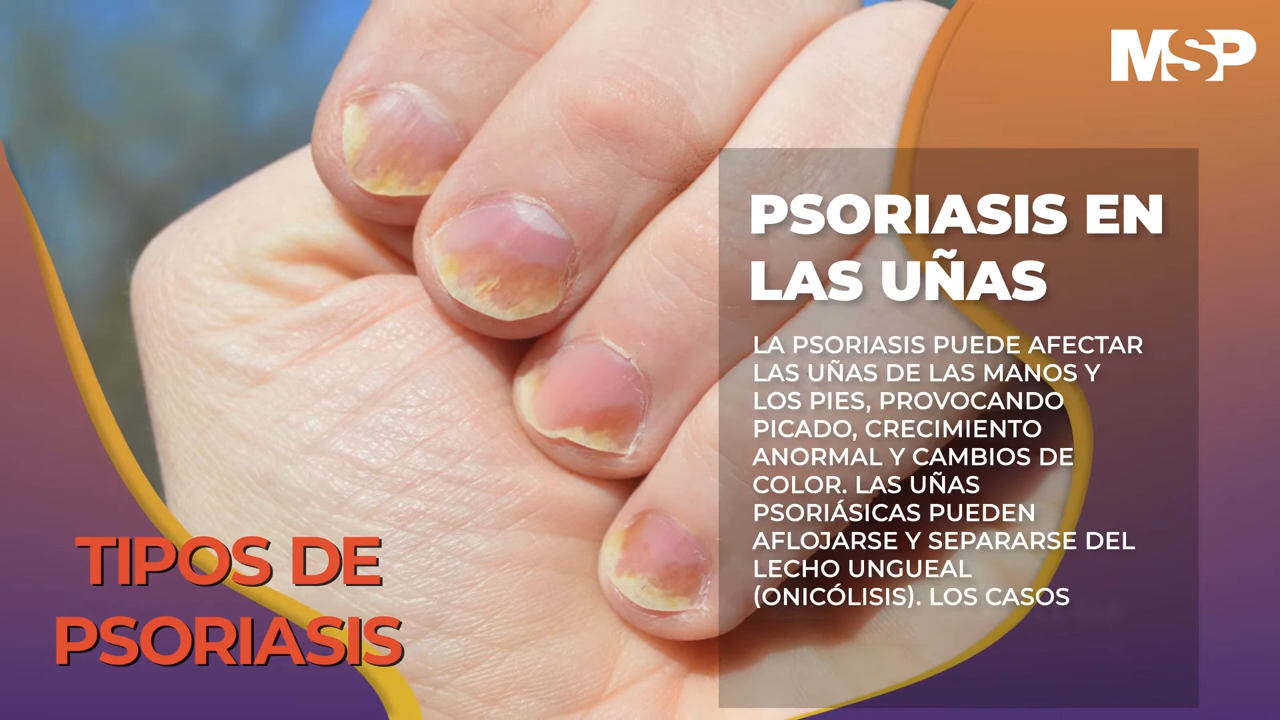 MSP
PSORIASIS EN
LAS UÑAS
LA PSORIASIS PUEDE AFECTAR
LAS UÑAS DE LAS MANOS Y
LOS PIES, PROVOCANDO
PICADO, CRECIMIENTO
ANORMAL Y CAMBIOS DE
COLOR. LAS UÑAS
PSORIÁSICAS PUEDEN
AFLOJARSE Y SEPARARSE DEL
LECHO UNGUEAL
(ONICÓLISIS). LOS CASOS
TIPOS DE
PSORIASIS